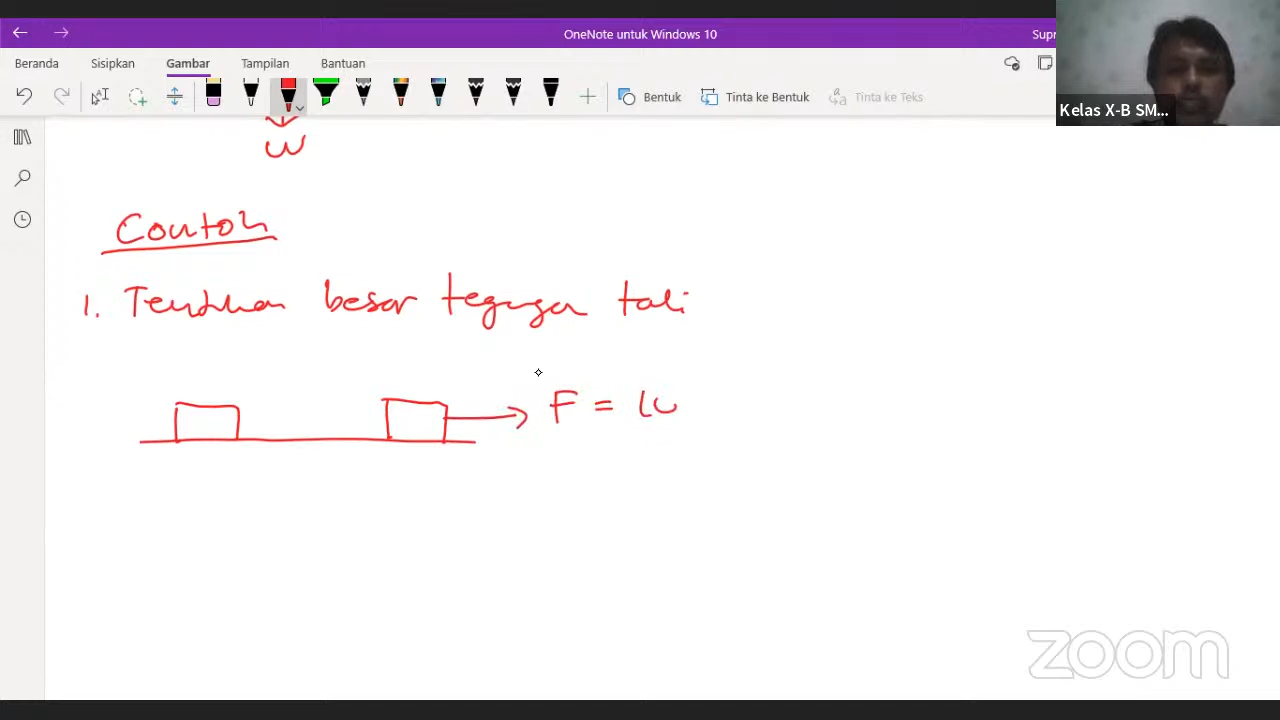 OneNote untuk Windows 10
Supr
Beranda Sisipkan Gambar Tampilan Bantuan
Bentuk Tinta ke Bentuk Tinta ke Teks
Kelas X-B SM...
w
Contoh
1. Tentukan besar tegangan tali
F = 10
zoom